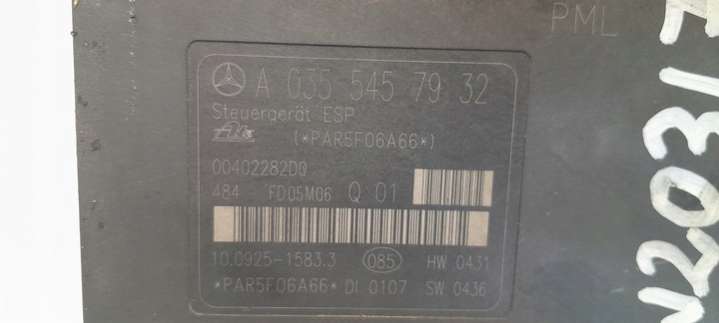 PML
A 035 545 79 32
Steuergerät ESP
Ate (*PAR5F06A66*)
00402282D0
484 FD05M06 Q 01
10.0925-1583.3 085 HW 0431
*PAR5F06A66* DI 0107 SW 0436